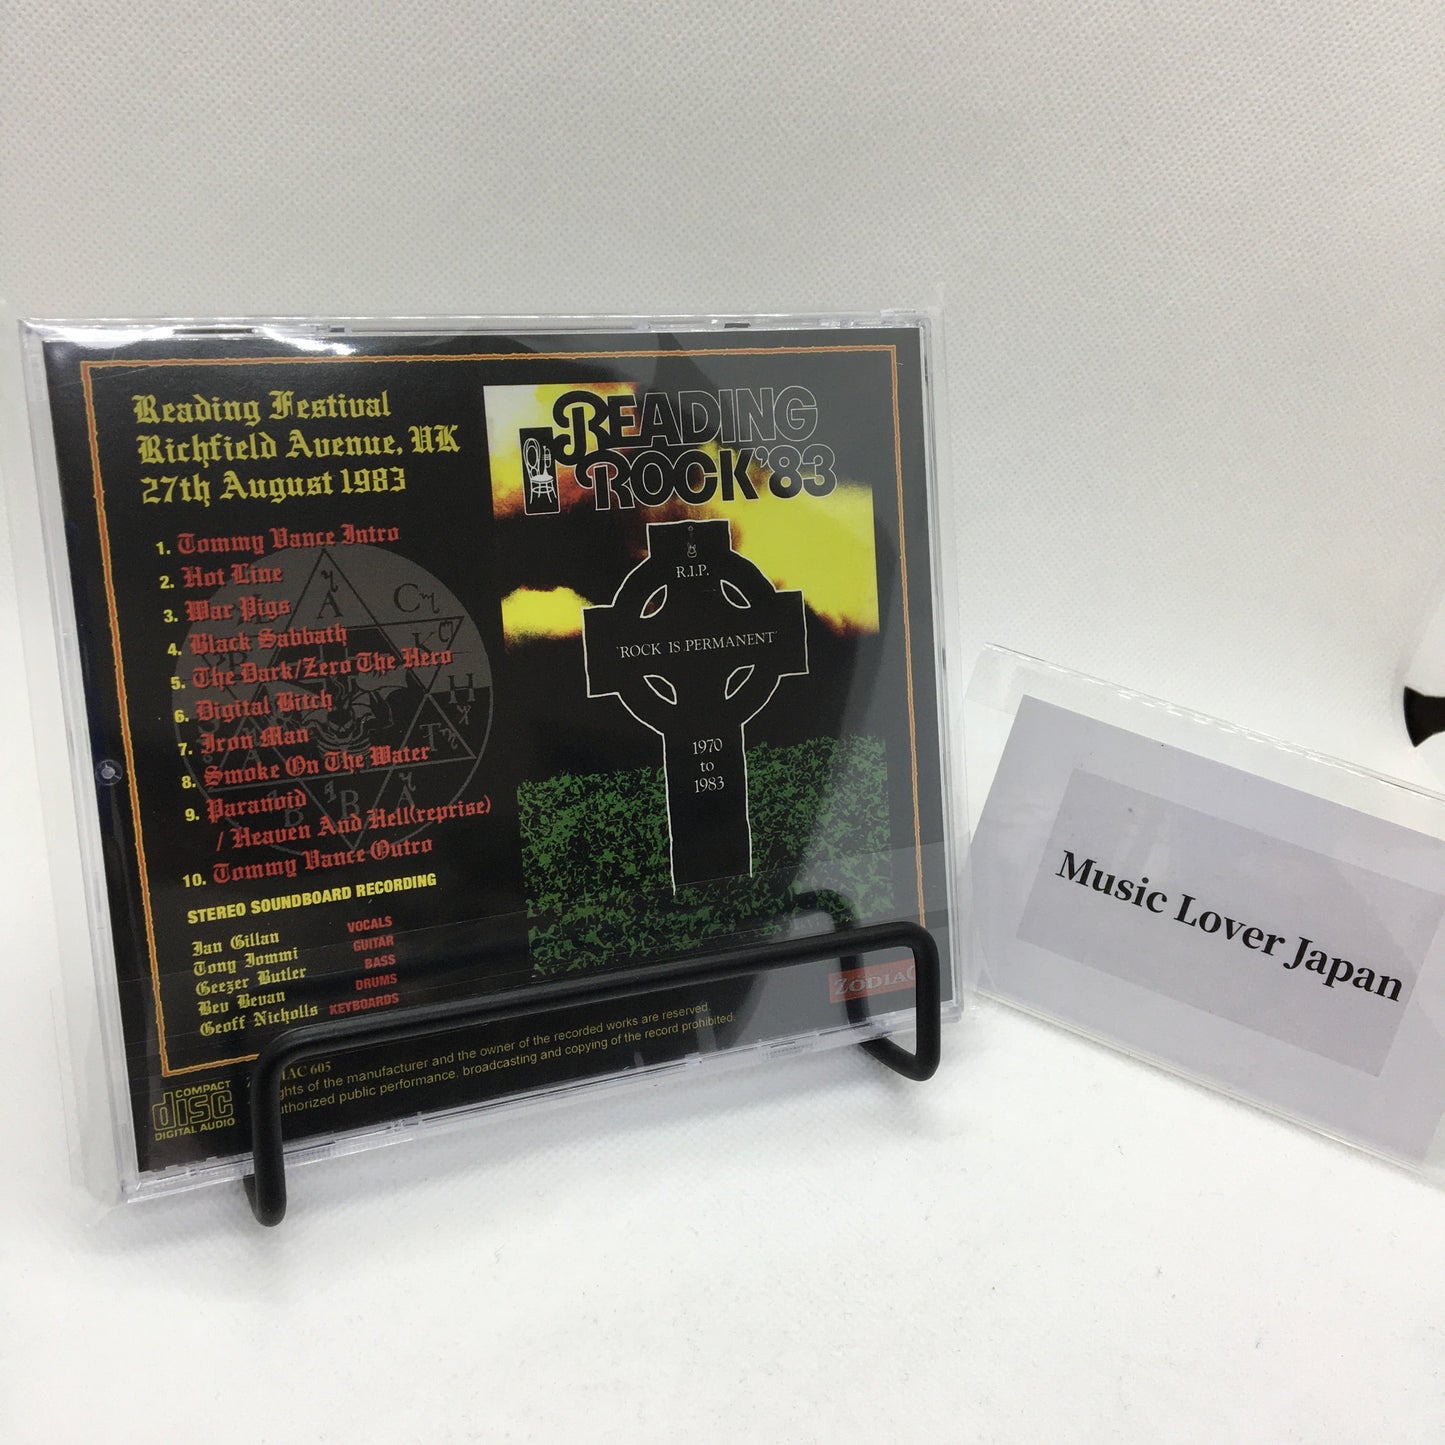 Reading Festival
Richfield Avenue, UK
27th August 1983
1. Tommy Vance Intro
2. Hot Line
3. War Pigs
4. Black Sabbath
5. The Dark/Zero The Hero
6. Digital Bitch
7. Iron Man
8. Smoke On The Water
9. Paranoid
/ Heaven And Hell(reprise)
10. Tommy Vance Outro
STEREO SOUNDBOARD RECORDING
Ian Gillan VOCALS
Tony Iommi GUITAR
Geezer Butler BASS
Bev Bevan DRUMS
Geoff Nicholls KEYBOARDS
READING
ROCK '83
R.I.P.
'ROCK IS PERMANENT'
1970
to
1983
ZODIAC
605
of the manufacturer and the owner of the recorded works are reserved.
public performance, broadcasting and copying of the record prohibited.
COMPACT
disc
DIGITAL AUDIO
Music Lover Japan